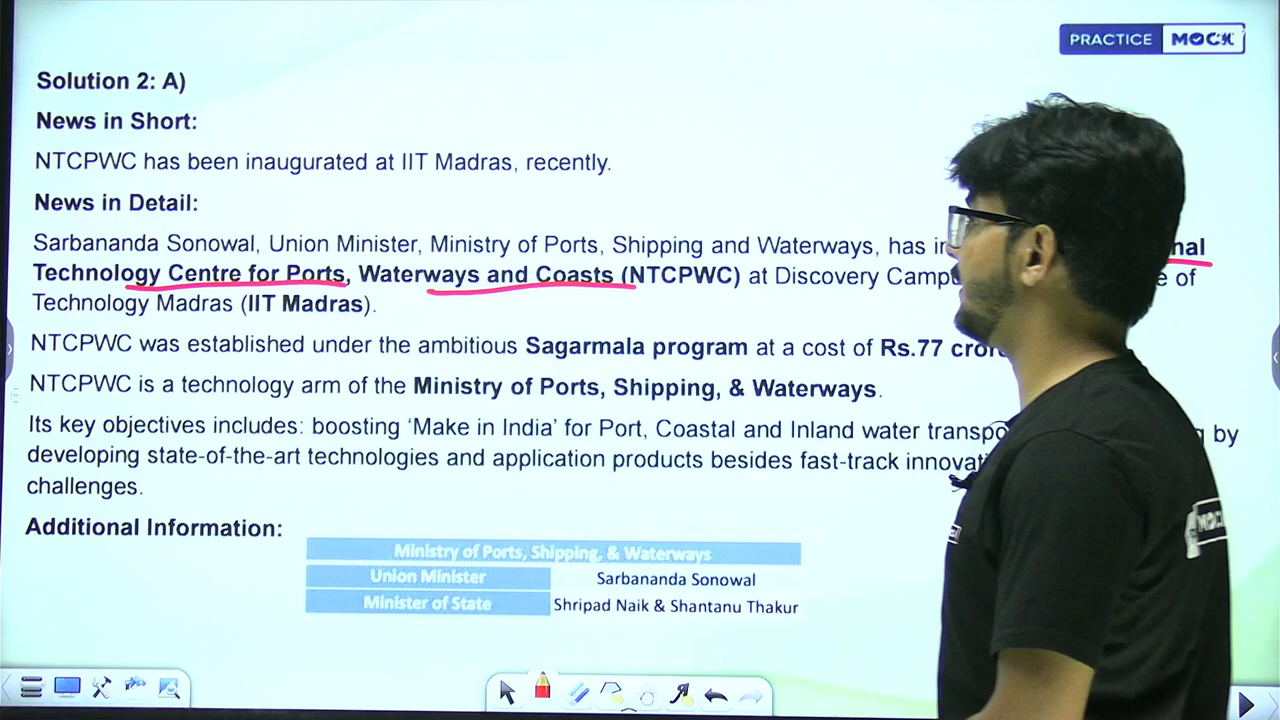 PRACTICE MOCK
Solution 2: A)
News in Short:
NTCPWC has been inaugurated at IIT Madras, recently.
News in Detail:
Sarbananda Sonowal, Union Minister, Ministry of Ports, Shipping and Waterways, has
Technology Centre for Ports, Waterways and Coasts (NTCPWC) at Discovery of
Technology Madras (IIT Madras).
NTCPWC was established under the ambitious Sagarmala program at a cost of Rs.77
NTCPWC is a technology arm of the Ministry of Ports, Shipping, & Waterways.
Its key objectives includes: boosting ‘Make in India’ for Port, Coastal and Inland water by
developing state-of-the-art technologies and application products besides fast-track
challenges.
Additional Information:
Ministry of Ports, Shipping, & Waterways
Union Minister Sarbananda Sonowal
Minister of State Shripad Naik & Shantanu Thakur